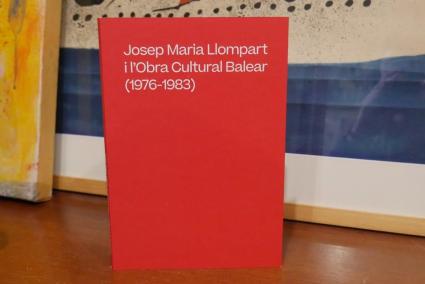 Josep Maria Llompart
i l'Obra Cultural Balear
(1976-1983)